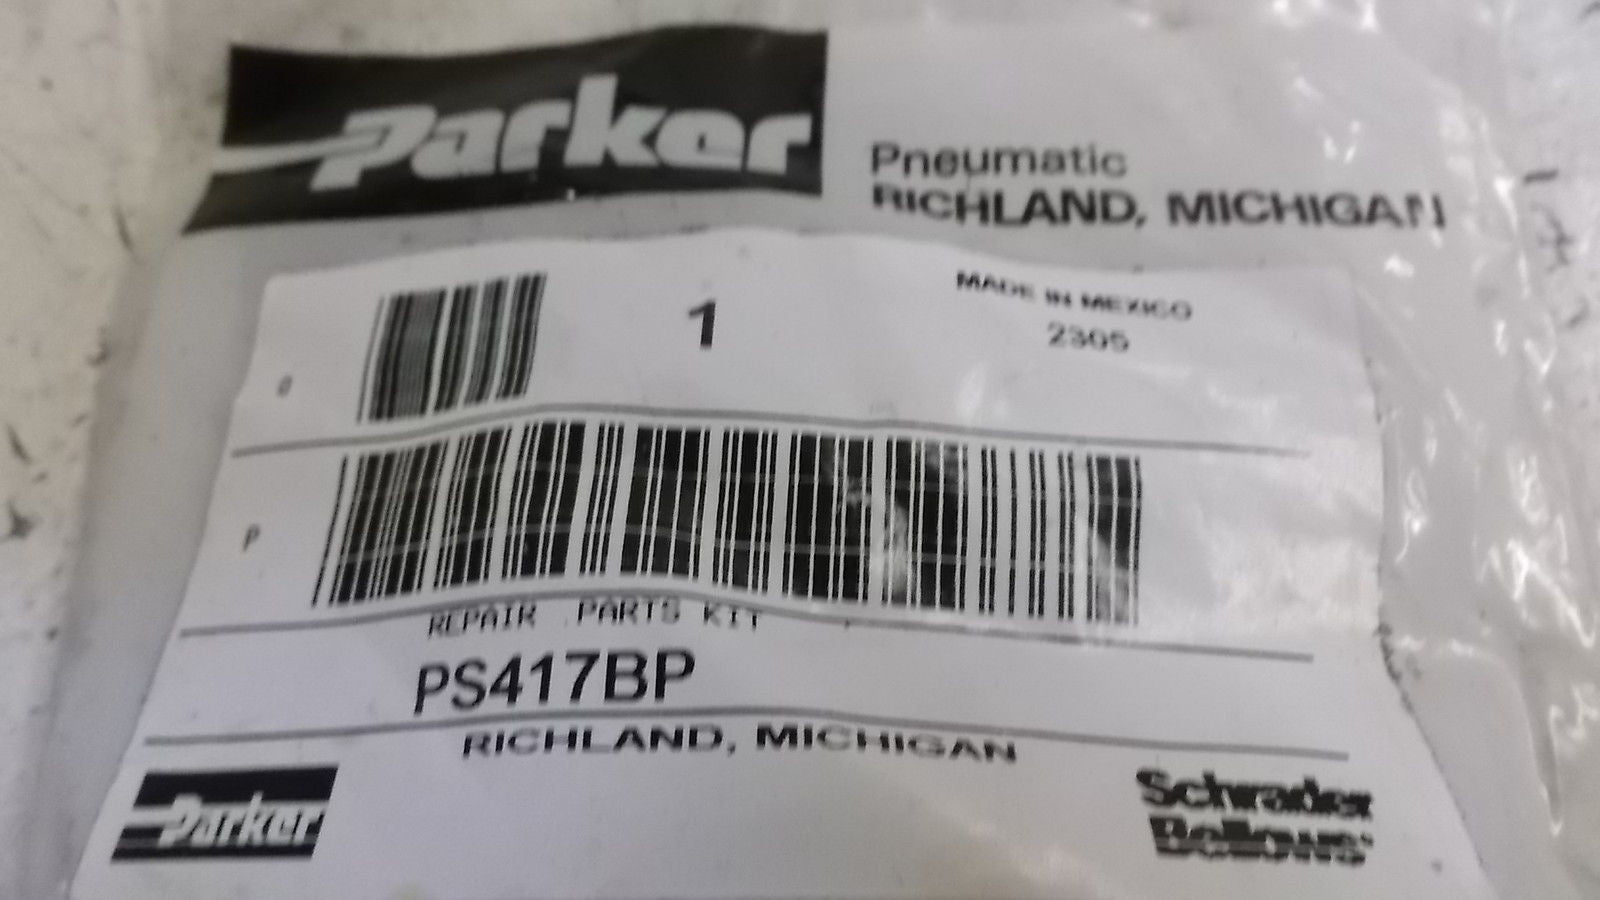 Parker
Pneumatic
RICHLAND, MICHIGAN
1
MADE IN MEXICO
2305
Q
P
REPAIR PARTS KIT
PS417BP
RICHLAND, MICHIGAN
Parker
Schrader
Bellows